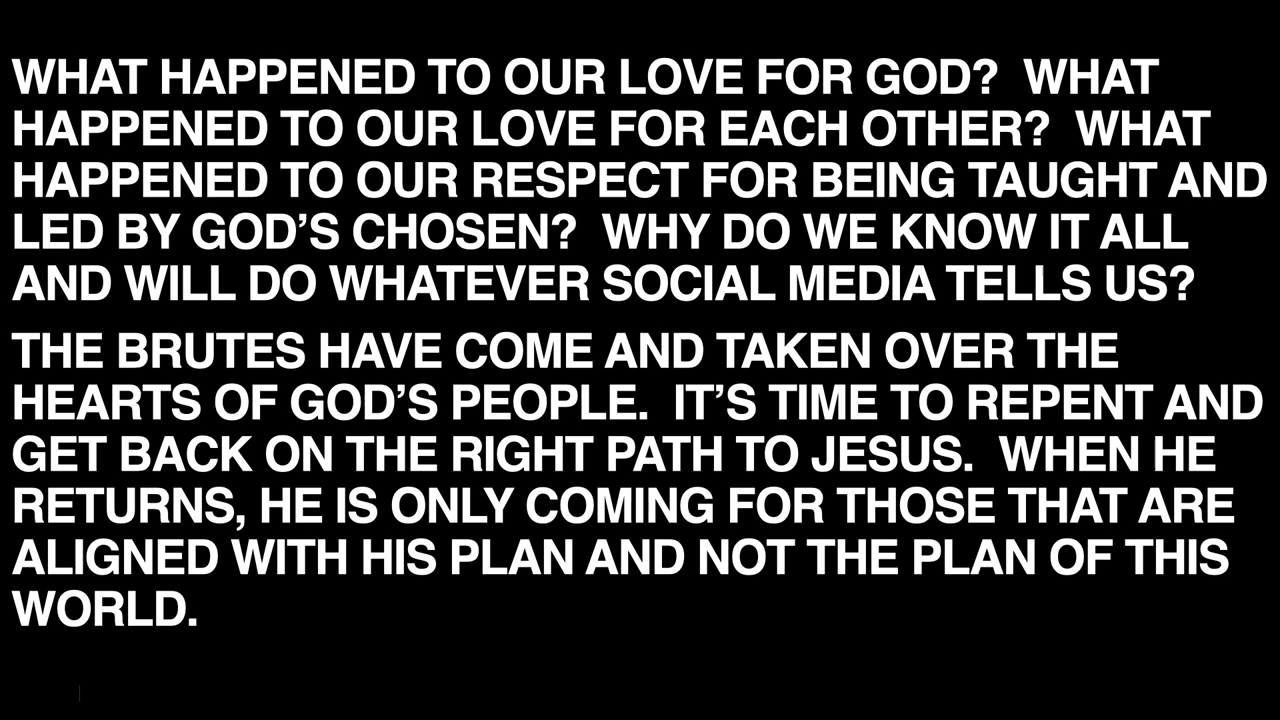 WHAT HAPPENED TO OUR LOVE FOR GOD?  WHAT
HAPPENED TO OUR LOVE FOR EACH OTHER?  WHAT
HAPPENED TO OUR RESPECT FOR BEING TAUGHT AND
LED BY GOD’S CHOSEN?  WHY DO WE KNOW IT ALL
AND WILL DO WHATEVER SOCIAL MEDIA TELLS US?
THE BRUTES HAVE COME AND TAKEN OVER THE
HEARTS OF GOD’S PEOPLE.  IT’S TIME TO REPENT AND
GET BACK ON THE RIGHT PATH TO JESUS.  WHEN HE
RETURNS, HE IS ONLY COMING FOR THOSE THAT ARE
ALIGNED WITH HIS PLAN AND NOT THE PLAN OF THIS
WORLD.